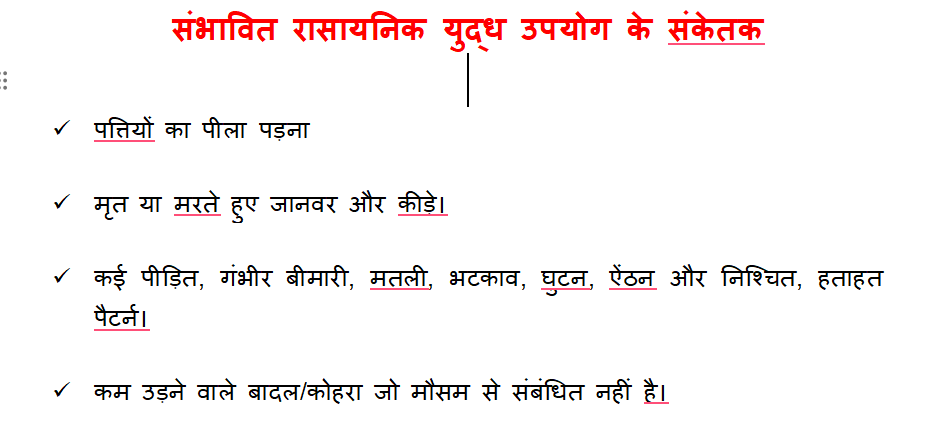 संभावित रासायनिक युद्ध उपयोग के संकेतक
✓ पत्तियों का पीला पड़ना
✓ मृत या मरते हुए जानवर और कीड़े।
✓ कई पीड़ित, गंभीर बीमारी, मतली, भटकाव, घुटन, ऐंठन और निश्चित, हताहत
पैटर्न।
✓ कम उड़ने वाले बादल/कोहरा जो मौसम से संबंधित नहीं है।